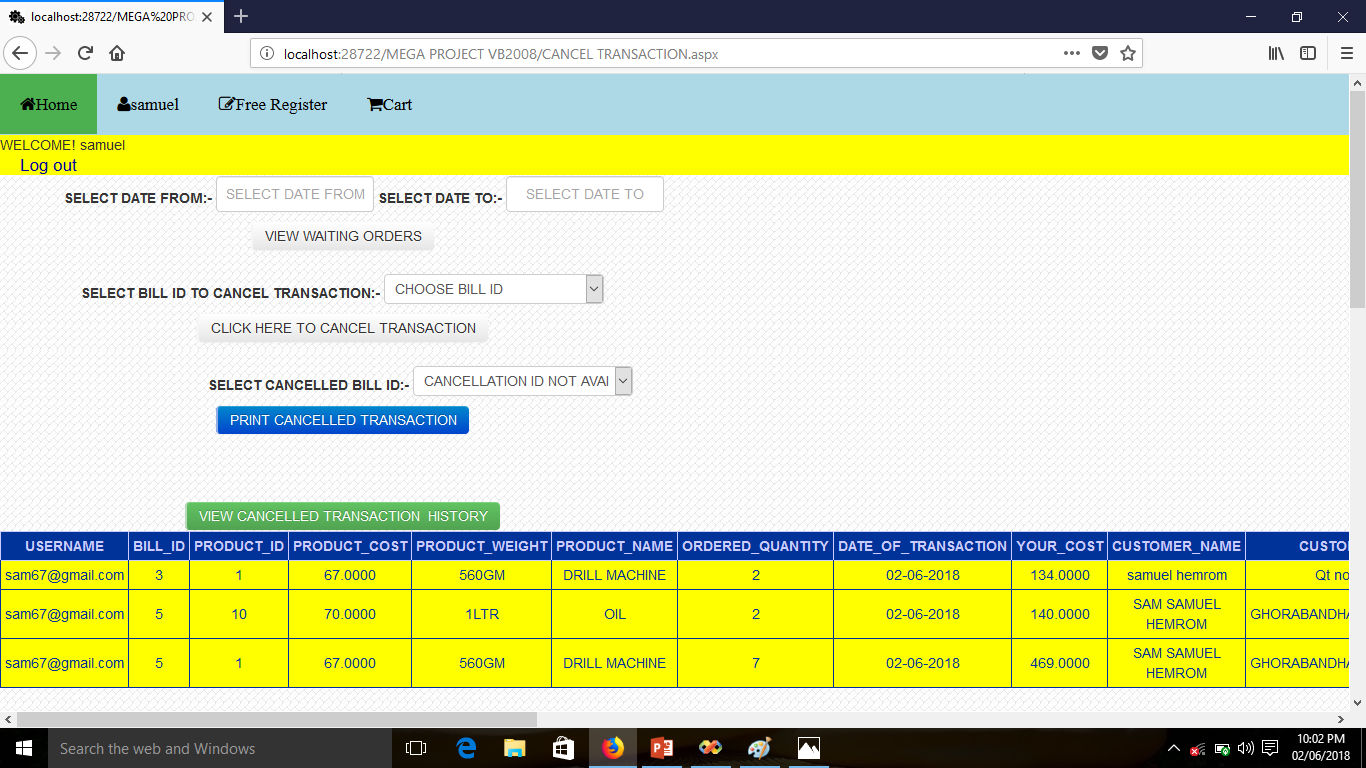 localhost:28722/MEGA%20PRO
localhost:28722/MEGA PROJECT VB2008/CANCEL TRANSACTION.aspx
Home samuel Free Register Cart
WELCOME! samuel
Log out
SELECT DATE FROM:- SELECT DATE FROM SELECT DATE TO:- SELECT DATE TO
VIEW WAITING ORDERS
SELECT BILL ID TO CANCEL TRANSACTION:- CHOOSE BILL ID
CLICK HERE TO CANCEL TRANSACTION
SELECT CANCELLED BILL ID:- CANCELLATION ID NOT AVAI
PRINT CANCELLED TRANSACTION
VIEW CANCELLED TRANSACTION HISTORY
USERNAME BILL_ID PRODUCT_ID PRODUCT_COST PRODUCT_WEIGHT PRODUCT_NAME ORDERED_QUANTITY DATE_OF_TRANSACTION YOUR_COST CUSTOMER_NAME CUSTO
sam67@gmail.com 3 1 67.0000 560GM DRILL MACHINE 2 02-06-2018 134.0000 samuel hemrom Qt no
sam67@gmail.com 5 10 70.0000 1LTR OIL 2 02-06-2018 140.0000 SAM SAMUEL HEMROM GHORABANDHA
sam67@gmail.com 5 1 67.0000 560GM DRILL MACHINE 7 02-06-2018 469.0000 SAM SAMUEL HEMROM GHORABANDHA
Search the web and Windows
10:02 PM
02/06/2018